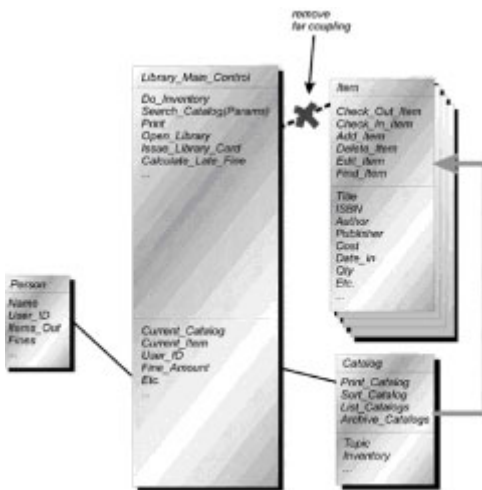 remove
far coupling
Library_Main_Control
Do_Inventory
Search_Catalog(Params)
Print
Open_Library
Issue_Library_Card
Calculate_Late_Fine
...
Current_Catalog
Current_Item
User_ID
Fine_Amount
Etc.
...
Item
Check_Out_Item
Check_In_Item
Add_Item
Delete_Item
Edit_Item
Find_Item
Title
ISBN
Author
Publisher
Cost
Date_In
Qty
Etc.
...
Person
Name
User_ID
Items_Out
Fines
...
Catalog
Print_Catalog
Sort_Catalog
List_Catalogs
Archive_Catalogs
Topic
Inventory
...